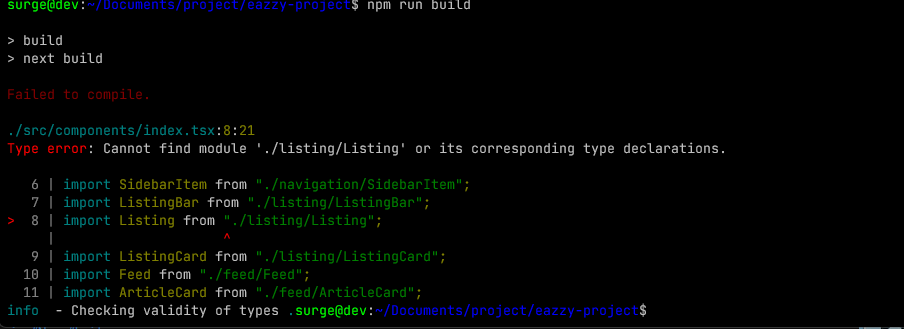 surge@dev:~/Documents/project/eazzy-project$ npm run build
> build
> next build
Failed to compile.
./src/components/index.tsx:8:21
Type error: Cannot find module './listing/Listing' or its corresponding type declarations.
6 | import SidebarItem from "./navigation/SidebarItem";
7 | import ListingBar from "./listing/ListingBar";
> 8 | import Listing from "./listing/Listing";
| ^
9 | import ListingCard from "./listing/ListingCard";
10 | import Feed from "./feed/Feed";
11 | import ArticleCard from "./feed/ArticleCard";
info  - Checking validity of types .surge@dev:~/Documents/project/eazzy-project$